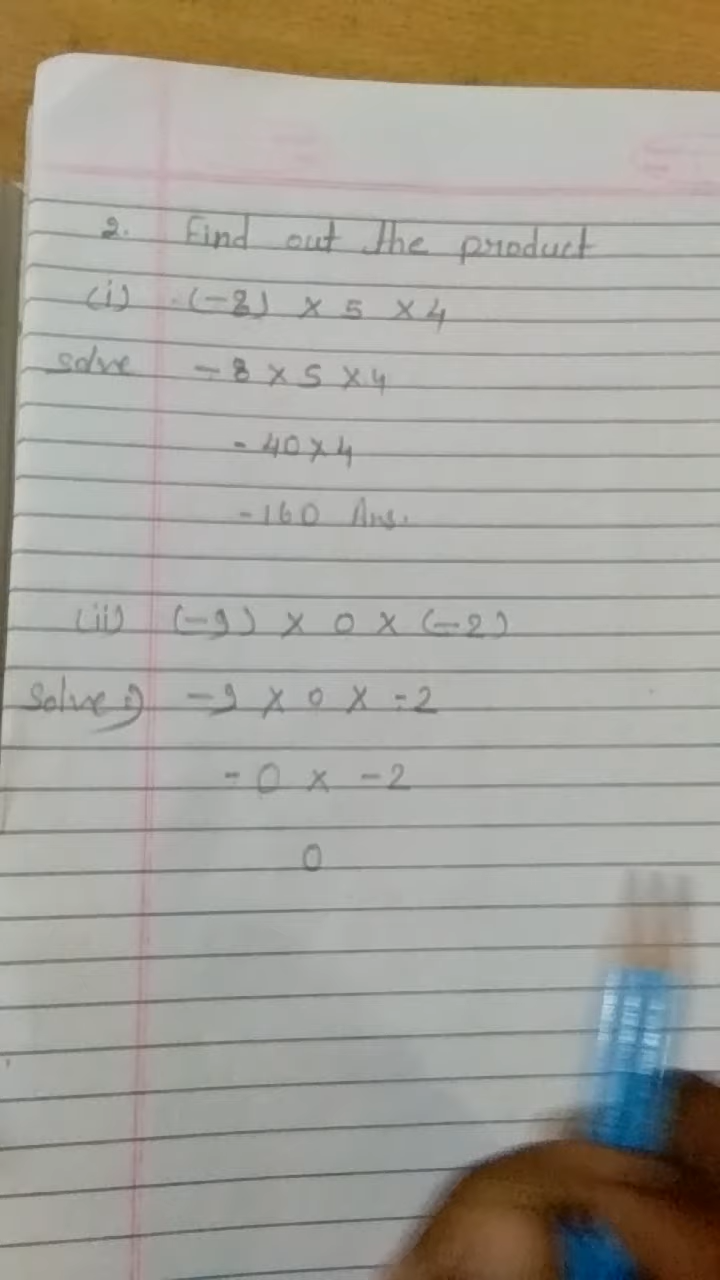 2. Find out the product
(i) (-8) × 5 × 4
solve -8 × 5 × 4
-40 × 4
-160 Ans.
(ii) (-9) × 0 × (-2)
Solve:) -9 × 0 × -2
-0 × -2
0